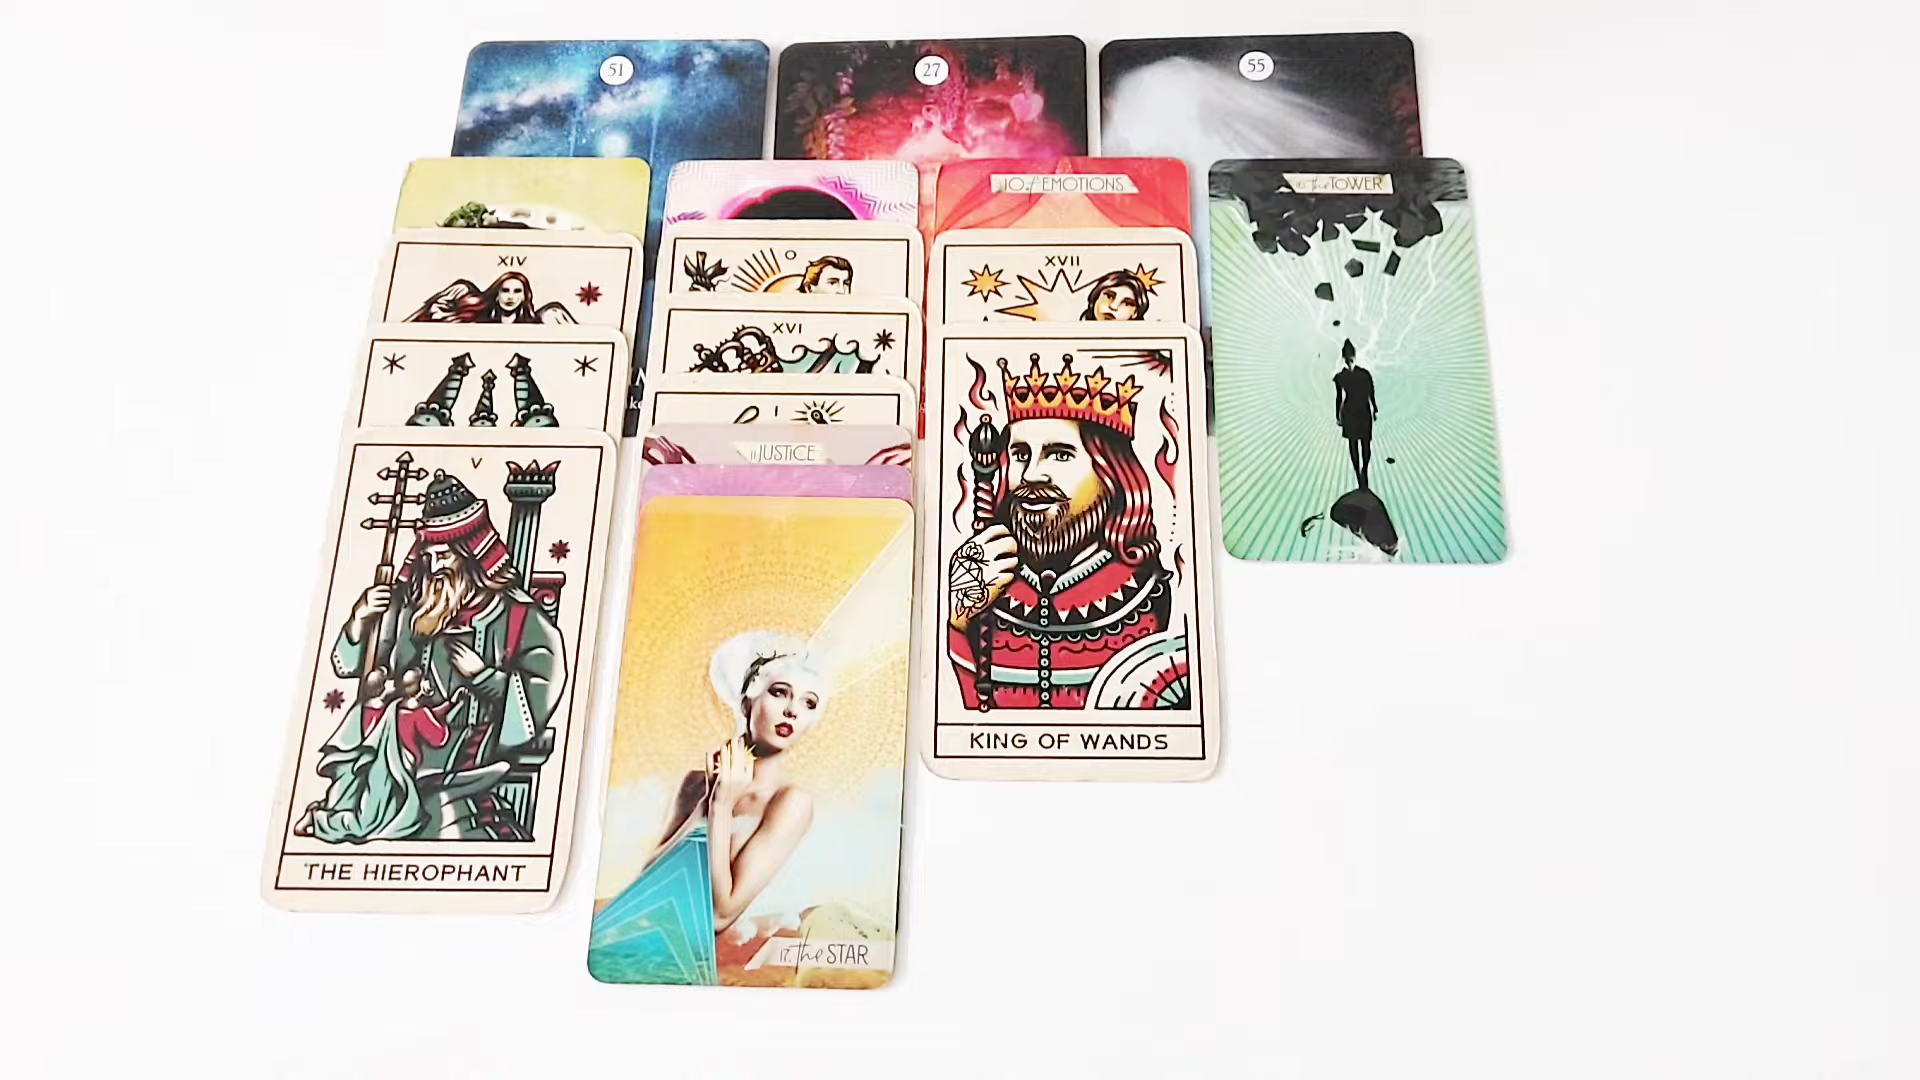 51
27
55
10 of EMOTIONS
the TOWER
XIV
O
XVII
XVI
I
11 JUSTICE
V
KING OF WANDS
THE HIEROPHANT
17. the STAR